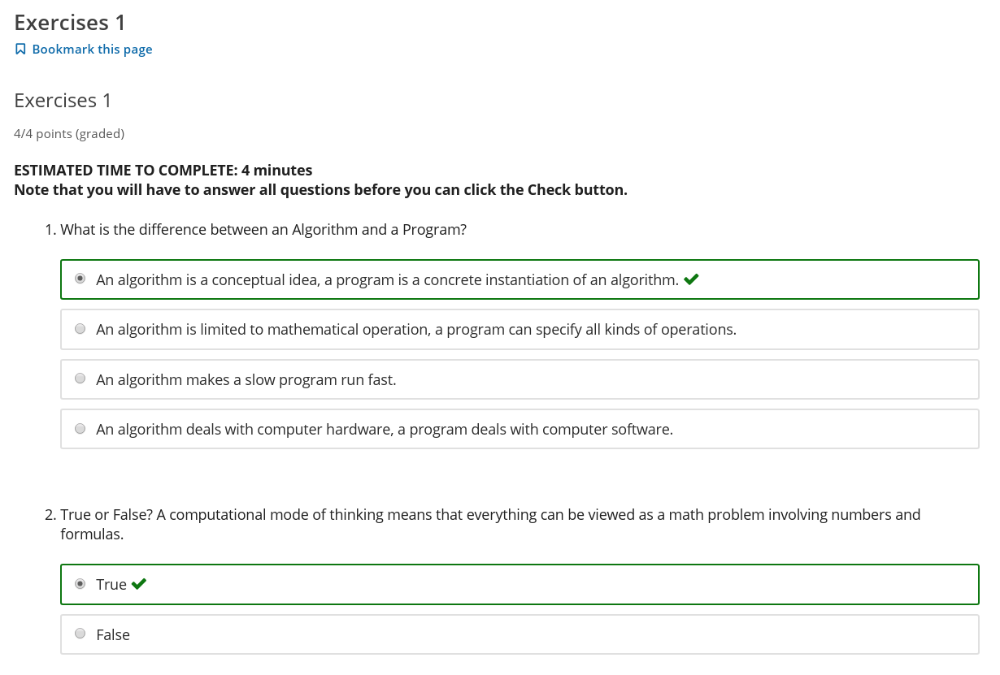 Exercises 1
Bookmark this page
Exercises 1
4/4 points (graded)
ESTIMATED TIME TO COMPLETE: 4 minutes
Note that you will have to answer all questions before you can click the Check button.
1. What is the difference between an Algorithm and a Program?
An algorithm is a conceptual idea, a program is a concrete instantiation of an algorithm.
An algorithm is limited to mathematical operation, a program can specify all kinds of operations.
An algorithm makes a slow program run fast.
An algorithm deals with computer hardware, a program deals with computer software.
2. True or False? A computational mode of thinking means that everything can be viewed as a math problem involving numbers and
formulas.
True
False